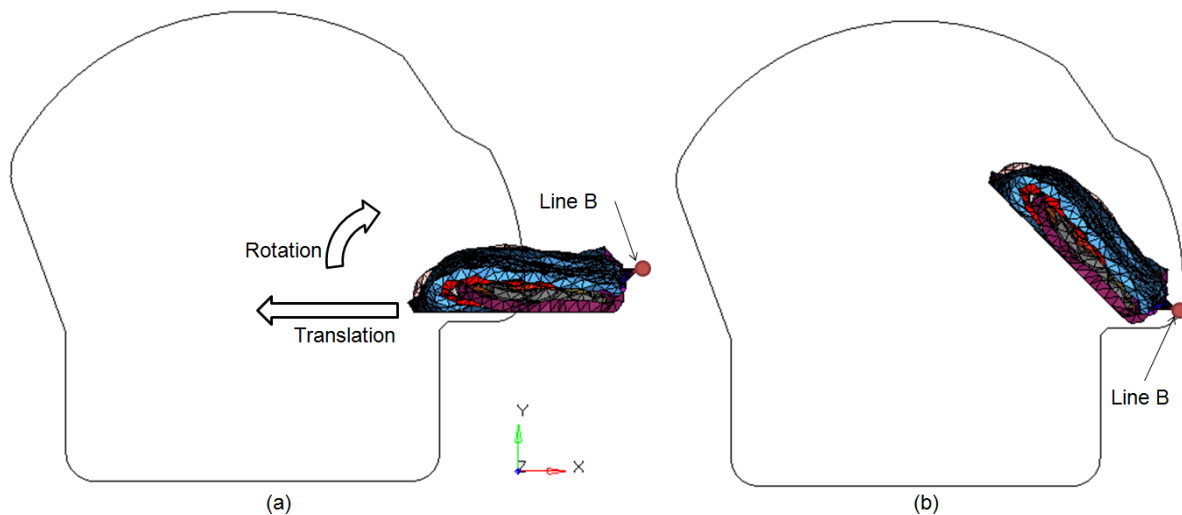 Line B
Rotation
Translation
Y
Z
X
Line B
(a)
(b)